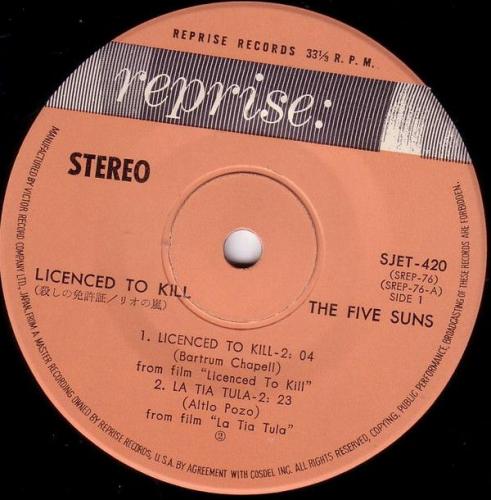 REPRISE RECORDS 33⅓ R. P. M.
reprise:
STEREO
SJET-420
(SREP-76)
(SREP-76-A)
SIDE 1
LICENCED TO KILL
(殺しの免許証/リオの嵐)
THE FIVE SUNS
1. LICENCED TO KILL-2: 04
(Bartrum Chapell)
from film "Licenced To Kill"
2. LA TIA TULA-2: 23
(Altlo Pozo)
from film "La Tia Tula"
②
MANUFACTURED BY VICTOR RECORD COMPANY LTD., JAPAN, FROM A MASTER RECORDING OWNED BY REPRISE RECORDS, U.S.A. BY AGREEMENT WITH COSDEL INC. ALL RIGHTS RESERVED, COPYING, PUBLIC PERFORMANCE, BROADCASTING OF THESE RECORDS ARE FORBIDDEN.